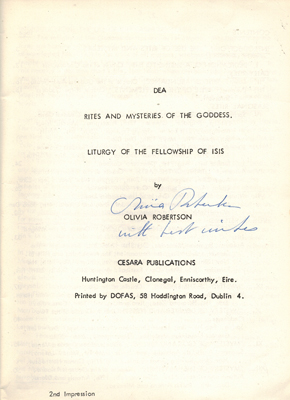 DEA
RITES AND MYSTERIES OF THE GODDESS.
LITURGY OF THE FELLOWSHIP OF ISIS
by
Olivia Robertson
OLIVIA ROBERTSON
with best wishes
CESARA PUBLICATIONS
Huntington Castle, Clonegal, Enniscorthy, Eire.
Printed by DOFAS, 58 Haddington Road, Dublin 4.
2nd Impression